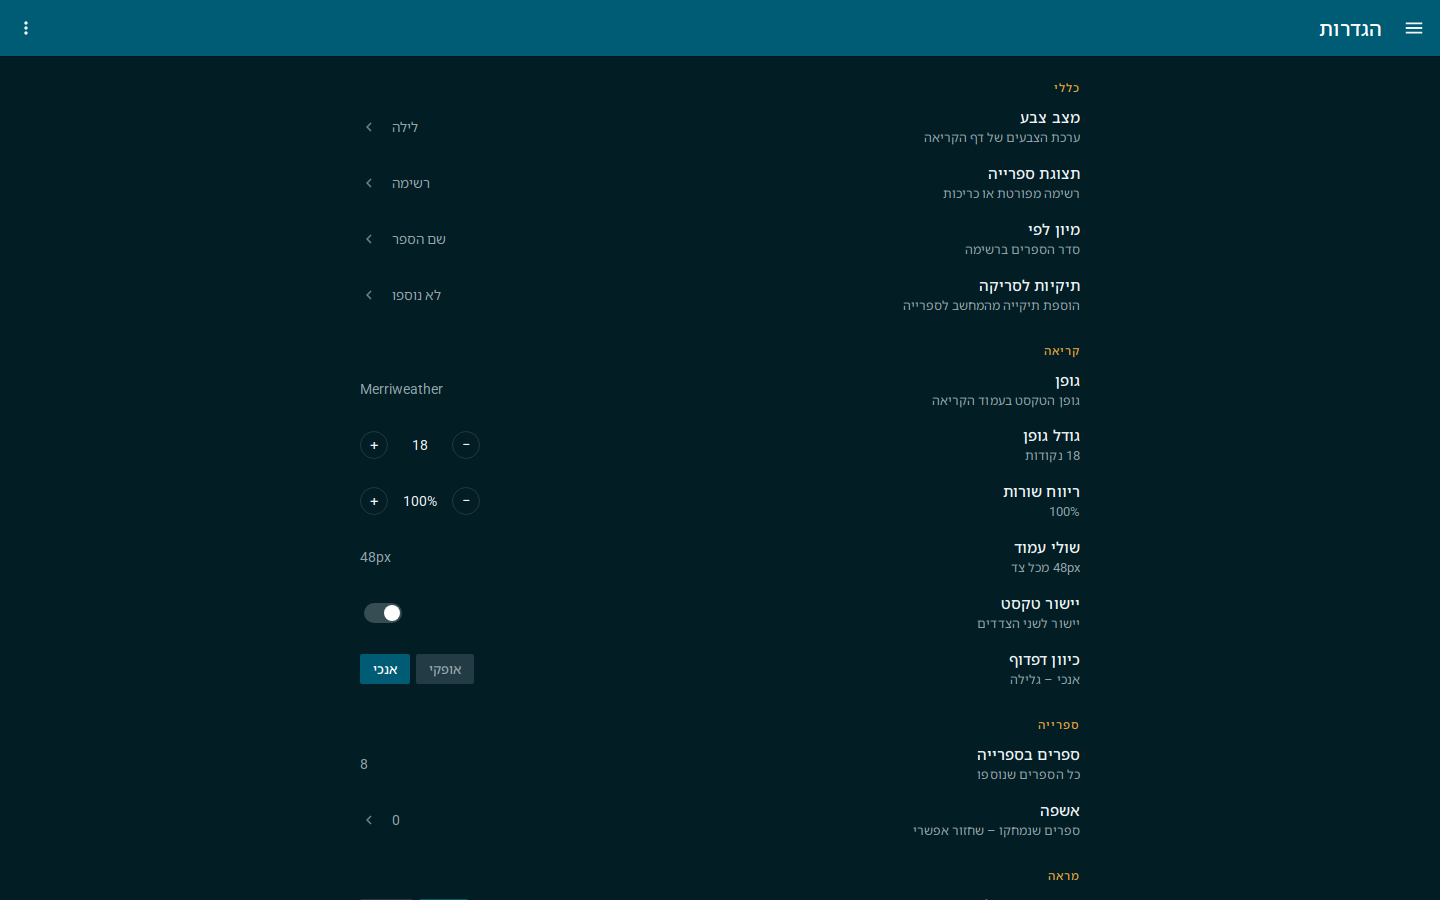 הגדרות
כללי
מצב צבע
ערכת הצבעים של דף הקריאה
לילה
תצוגת ספרייה
רשימה מפורטת או כריכות
רשימה
מיון לפי
סדר הספרים ברשימה
שם הספר
תיקיות לסריקה
הוספת תיקייה מהמחשב לספרייה
לא נוספו
קריאה
גופן
גופן הטקסט בעמוד הקריאה
Merriweather
גודל גופן
18 נקודות
− 18 +
ריווח שורות
100%
− 100% +
שולי עמוד
48px מכל צד
48px
יישור טקסט
יישור לשני הצדדים
כיוון דפדוף
אנכי – גלילה
אופקי
אנכי
ספרייה
ספרים בספרייה
כל הספרים שנוספו
8
אשפה
ספרים שנמחקו – שחזור אפשרי
0
מראה